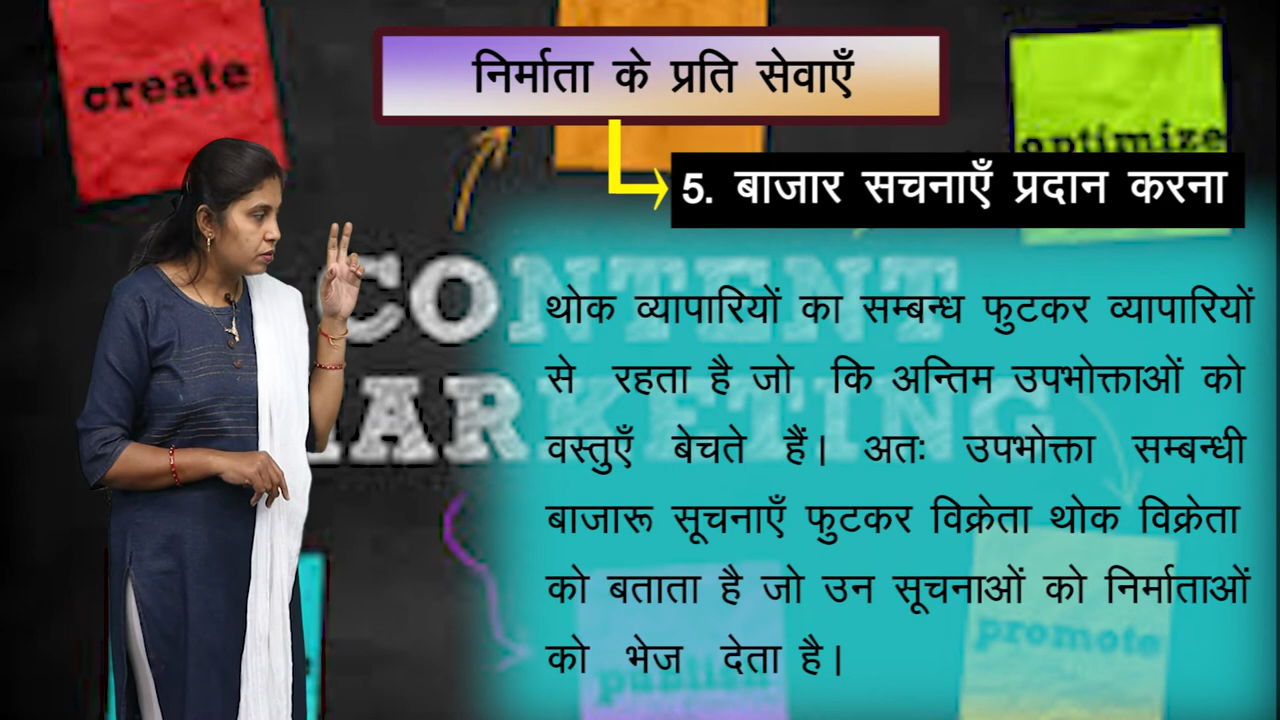 create
निर्माता के प्रति सेवाएँ
optimize
5. बाजार सचनाएँ प्रदान करना
CONTENT
MARKETING
थोक व्यापारियों का सम्बन्ध फुटकर व्यापारियों
से रहता है जो कि अन्तिम उपभोक्ताओं को
वस्तुएँ बेचते हैं। अतः उपभोक्ता सम्बन्धी
बाजारू सूचनाएँ फुटकर विक्रेता थोक विक्रेता
को बताता है जो उन सूचनाओं को निर्माताओं
को भेज देता है।
promote
publish